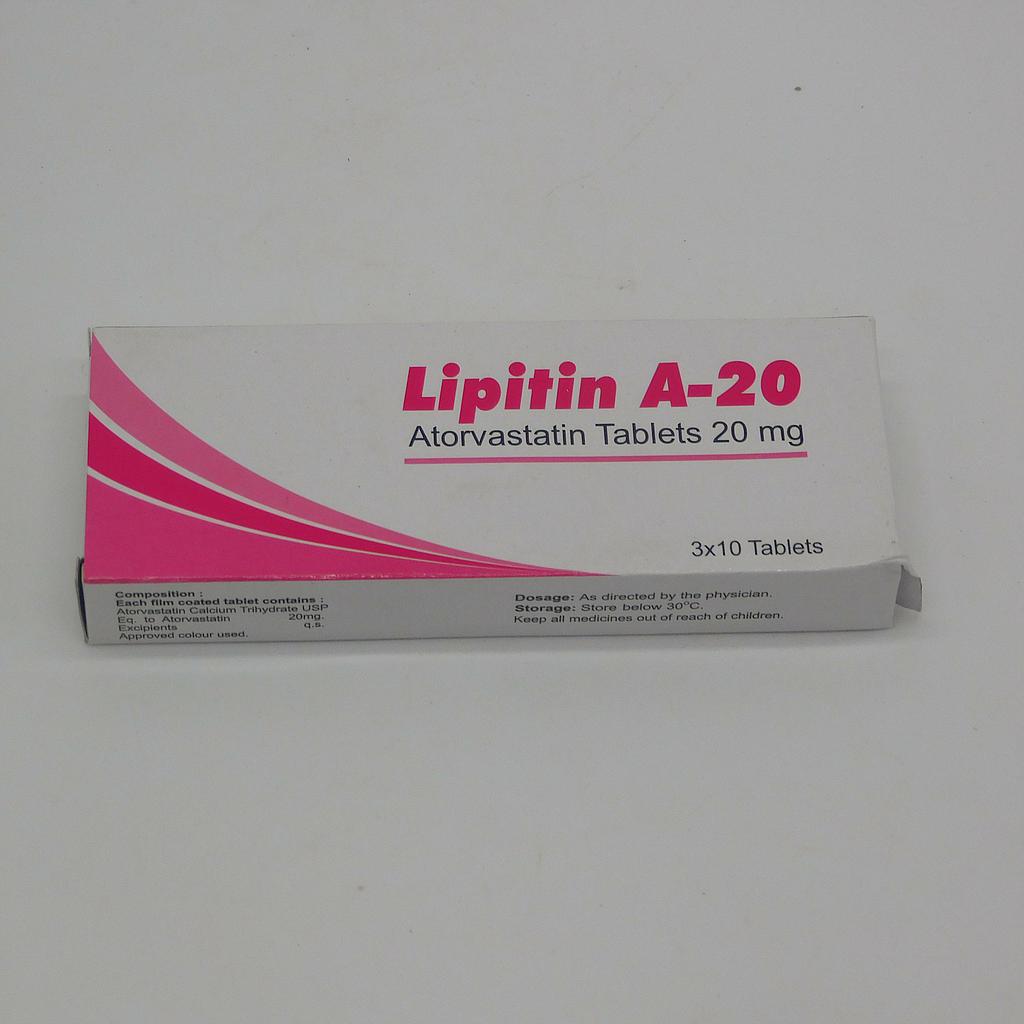 Lipitin A-20
Atorvastatin Tablets 20 mg
3x10 Tablets
Composition :
Each film coated tablet contains :
Atorvastatin Calcium Trihydrate USP
Eq. to Atorvastatin 20mg.
Excipients q.s.
Approved colour used.
Dosage: As directed by the physician.
Storage: Store below 30°C.
Keep all medicines out of reach of children.